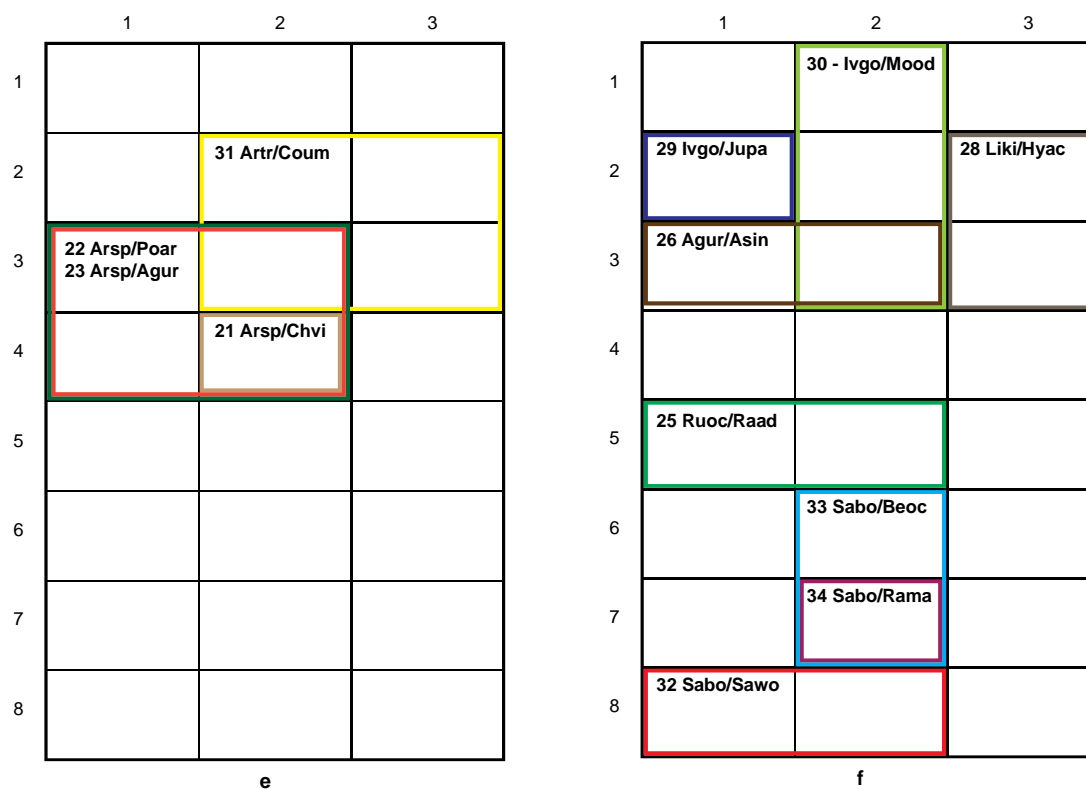 1 2 3
1
2
3
4
5
6
7
8
31 Artr/Coum
22 Arsp/Poar
23 Arsp/Agur
21 Arsp/Chvi
e
1 2 3
1
2
3
4
5
6
7
8
30 - Ivgo/Mood
29 Ivgo/Jupa
28 Liki/Hyac
26 Agur/Asin
25 Ruoc/Raad
33 Sabo/Beoc
34 Sabo/Rama
32 Sabo/Sawo
f